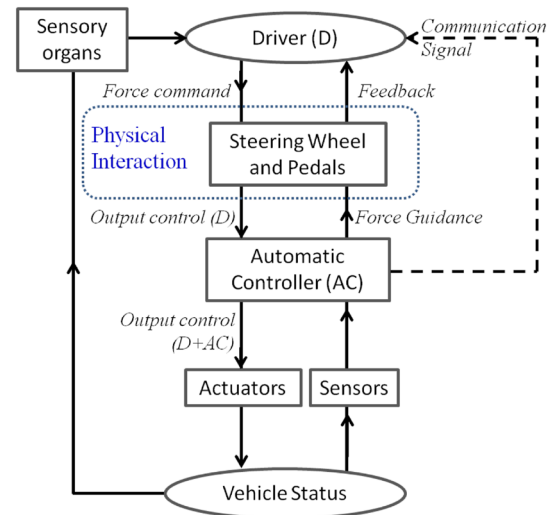 Sensory
organs
Driver (D)
Communication
Signal
Force command
Feedback
Physical
Interaction
Steering Wheel
and Pedals
Output control (D)
Force Guidance
Automatic
Controller (AC)
Output control
(D+AC)
Actuators
Sensors
Vehicle Status